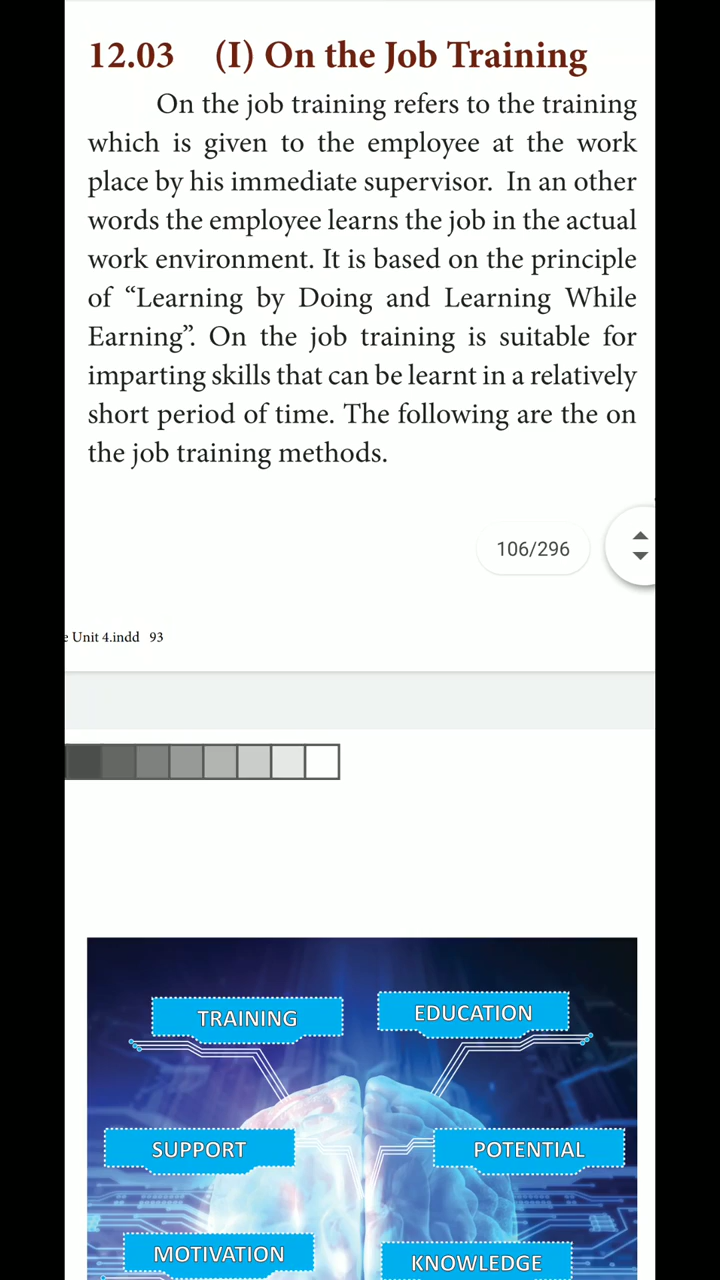 12.03 (I) On the Job Training
On the job training refers to the training
which is given to the employee at the work
place by his immediate supervisor. In an other
words the employee learns the job in the actual
work environment. It is based on the principle
of “Learning by Doing and Learning While
Earning”. On the job training is suitable for
imparting skills that can be learnt in a relatively
short period of time. The following are the on
the job training methods.
106/296
e Unit 4.indd 93
TRAINING
EDUCATION
SUPPORT
POTENTIAL
MOTIVATION
KNOWLEDGE